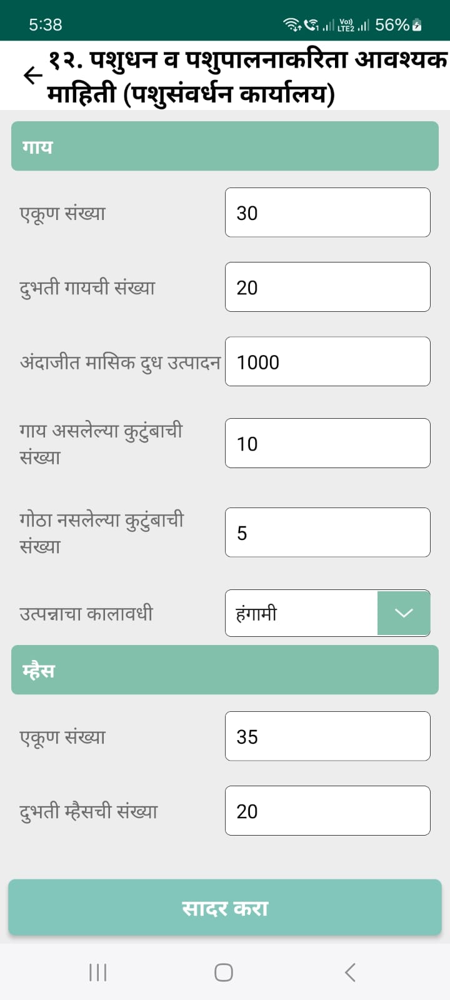 5:38
LTE2 56%
१२. पशुधन व पशुपालनाकरिता आवश्यक
माहिती (पशुसंवर्धन कार्यालय)
गाय
एकूण संख्या 30
दुभती गायची संख्या 20
अंदाजीत मासिक दुध उत्पादन 1000
गाय असलेल्या कुटुंबाची
संख्या
10
गोठा नसलेल्या कुटुंबाची
संख्या
5
उत्पन्नाचा कालावधी हंगामी
म्हैस
एकूण संख्या 35
दुभती म्हैसची संख्या 20
सादर करा